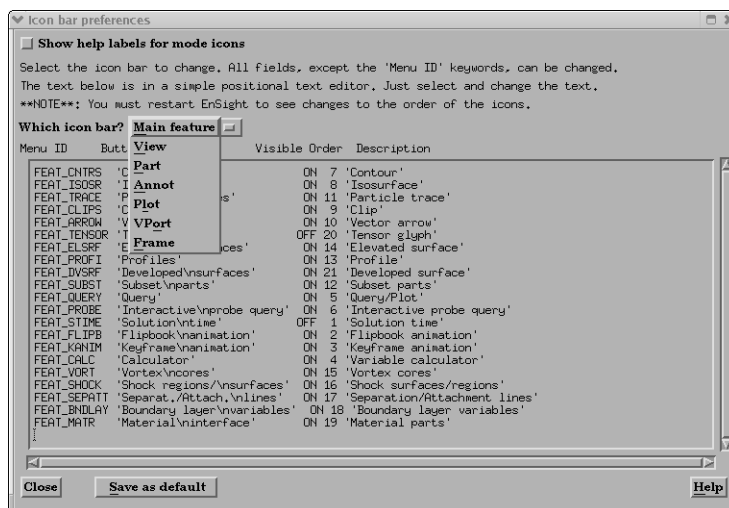 Icon bar preferences
Show help labels for mode icons
Select the icon bar to change. All fields, except the 'Menu ID' keywords, can be changed.
The text below is in a simple positional text editor. Just select and change the text.
**NOTE**: You must restart EnSight to see changes to the order of the icons.
Which icon bar? Main feature
View
Part
Annot
Plot
VPort
Frame
Menu ID Butt Visible Order Description
FEAT_CNTRS 'C ON 7 'Contour'
FEAT_ISOSR 'I ON 8 'Isosurface'
FEAT_TRACE 'P es' ON 11 'Particle trace'
FEAT_CLIPS 'C ON 9 'Clip'
FEAT_ARROW 'V ON 10 'Vector arrow'
FEAT_TENSOR 'T OFF 20 'Tensor glyph'
FEAT_ELSRF 'E ces' ON 14 'Elevated surface'
FEAT_PROFI 'Profiles' ON 13 'Profile'
FEAT_DVSRF 'Developed\nsurfaces' ON 21 'Developed surface'
FEAT_SUBST 'Subset\nparts' ON 12 'Subset parts'
FEAT_QUERY 'Query' ON 5 'Query/Plot'
FEAT_PROBE 'Interactive\nprobe query' ON 6 'Interactive probe query'
FEAT_STIME 'Solution\ntime' OFF 1 'Solution time'
FEAT_FLIPB 'Flipbook\nanimation' ON 2 'Flipbook animation'
FEAT_KANIM 'Keyframe\nanimation' ON 3 'Keyframe animation'
FEAT_CALC 'Calculator' ON 4 'Variable calculator'
FEAT_VORT 'Vortex\ncores' ON 15 'Vortex cores'
FEAT_SHOCK 'Shock regions/\nsurfaces' ON 16 'Shock surfaces/regions'
FEAT_SEPATT 'Separat./Attach.\nlines' ON 17 'Separation/Attachment lines'
FEAT_BNDLAY 'Boundary layer\nvariables' ON 18 'Boundary layer variables'
FEAT_MATR 'Material\ninterface' ON 19 'Material parts'
Close Save as default Help